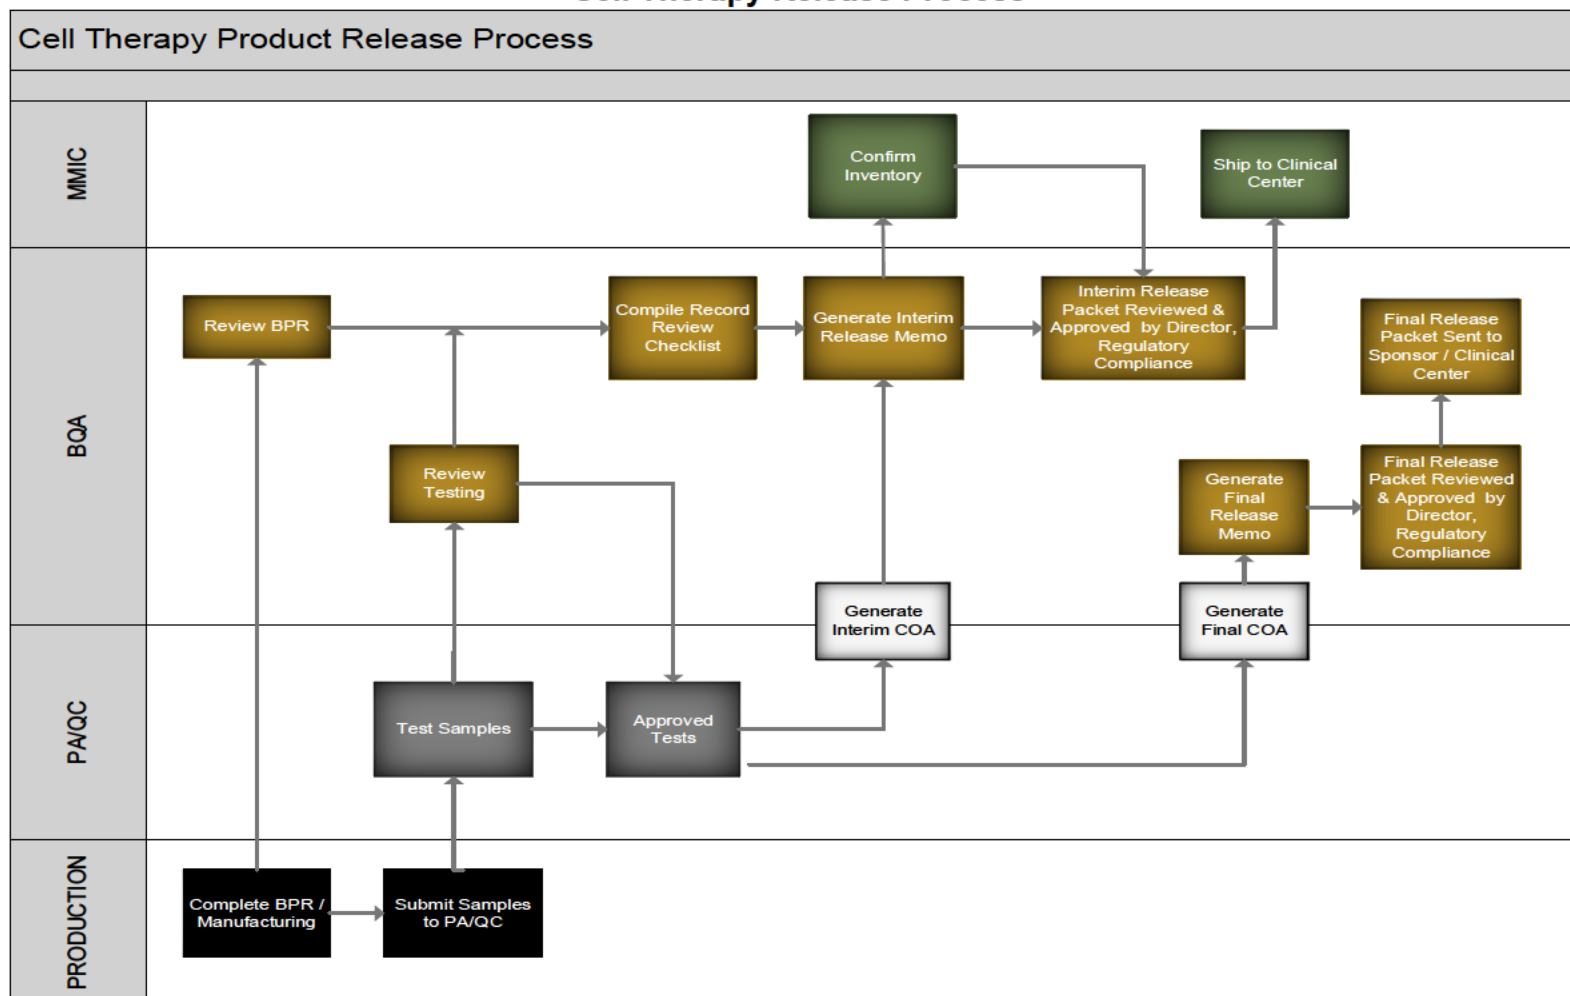 Cell Therapy Release Process
Cell Therapy Product Release Process
MMIC
Confirm
Inventory
Ship to Clinical
Center
BQA
Review BPR
Compile Record
Review
Checklist
Generate Interim
Release Memo
Interim Release
Packet Reviewed &
Approved by Director,
Regulatory
Compliance
Final Release
Packet Sent to
Sponsor / Clinical
Center
Review
Testing
Generate
Final
Release
Memo
Final Release
Packet Reviewed
& Approved by
Director,
Regulatory
Compliance
Generate
Interim COA
Generate
Final COA
PA/QC
Test Samples
Approved
Tests
PRODUCTION
Complete BPR /
Manufacturing
Submit Samples
to PA/QC